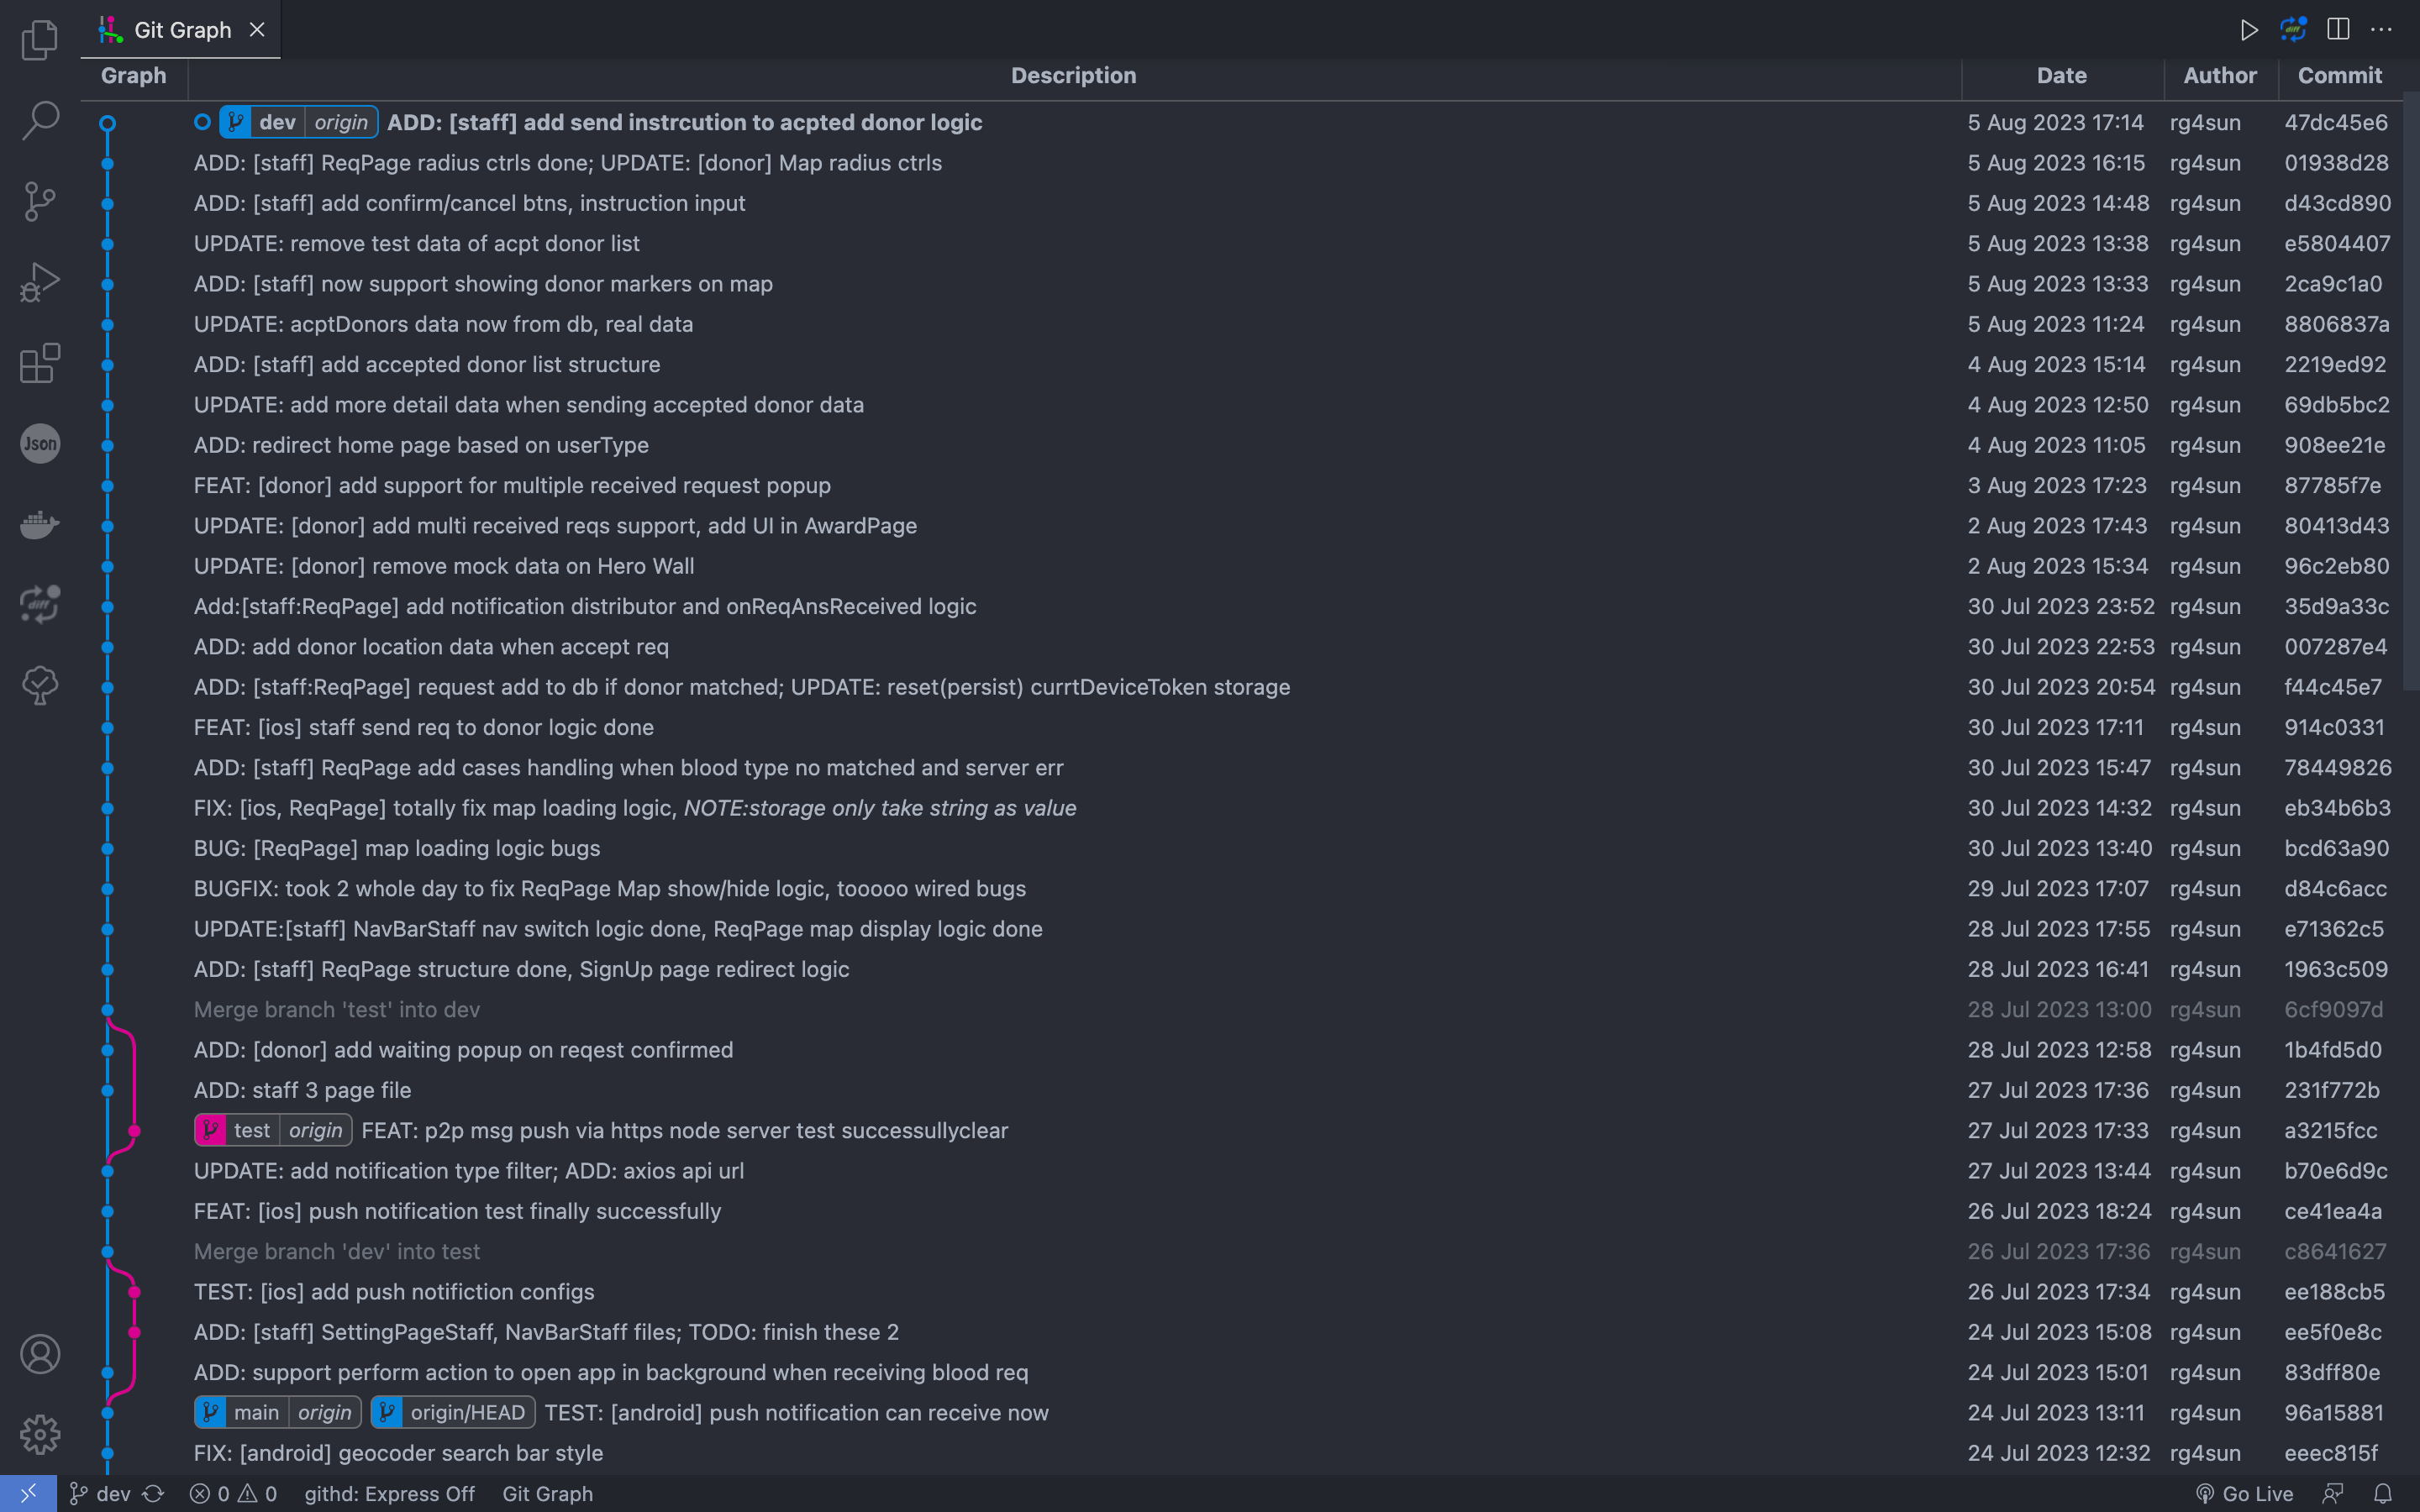 Git Graph
Graph Description Date Author Commit
dev origin ADD: [staff] add send instrcution to acpted donor logic 5 Aug 2023 17:14 rg4sun 47dc45e6
ADD: [staff] ReqPage radius ctrls done; UPDATE: [donor] Map radius ctrls 5 Aug 2023 16:15 rg4sun 01938d28
ADD: [staff] add confirm/cancel btns, instruction input 5 Aug 2023 14:48 rg4sun d43cd890
UPDATE: remove test data of acpt donor list 5 Aug 2023 13:38 rg4sun e5804407
ADD: [staff] now support showing donor markers on map 5 Aug 2023 13:33 rg4sun 2ca9c1a0
UPDATE: acptDonors data now from db, real data 5 Aug 2023 11:24 rg4sun 8806837a
ADD: [staff] add accepted donor list structure 4 Aug 2023 15:14 rg4sun 2219ed92
UPDATE: add more detail data when sending accepted donor data 4 Aug 2023 12:50 rg4sun 69db5bc2
ADD: redirect home page based on userType 4 Aug 2023 11:05 rg4sun 908ee21e
Json
FEAT: [donor] add support for multiple received request popup 3 Aug 2023 17:23 rg4sun 87785f7e
UPDATE: [donor] add multi received reqs support, add UI in AwardPage 2 Aug 2023 17:43 rg4sun 80413d43
UPDATE: [donor] remove mock data on Hero Wall 2 Aug 2023 15:34 rg4sun 96c2eb80
diff
Add:[staff:ReqPage] add notification distributor and onReqAnsReceived logic 30 Jul 2023 23:52 rg4sun 35d9a33c
ADD: add donor location data when accept req 30 Jul 2023 22:53 rg4sun 007287e4
ADD: [staff:ReqPage] request add to db if donor matched; UPDATE: reset(persist) currtDeviceToken storage 30 Jul 2023 20:54 rg4sun f44c45e7
FEAT: [ios] staff send req to donor logic done 30 Jul 2023 17:11 rg4sun 914c0331
ADD: [staff] ReqPage add cases handling when blood type no matched and server err 30 Jul 2023 15:47 rg4sun 78449826
FIX: [ios, ReqPage] totally fix map loading logic, NOTE:storage only take string as value 30 Jul 2023 14:32 rg4sun eb34b6b3
BUG: [ReqPage] map loading logic bugs 30 Jul 2023 13:40 rg4sun bcd63a90
BUGFIX: took 2 whole day to fix ReqPage Map show/hide logic, tooooo wired bugs 29 Jul 2023 17:07 rg4sun d84c6acc
UPDATE:[staff] NavBarStaff nav switch logic done, ReqPage map display logic done 28 Jul 2023 17:55 rg4sun e71362c5
ADD: [staff] ReqPage structure done, SignUp page redirect logic 28 Jul 2023 16:41 rg4sun 1963c509
Merge branch 'test' into dev 28 Jul 2023 13:00 rg4sun 6cf9097d
ADD: [donor] add waiting popup on reqest confirmed 28 Jul 2023 12:58 rg4sun 1b4fd5d0
ADD: staff 3 page file 27 Jul 2023 17:36 rg4sun 231f772b
test origin FEAT: p2p msg push via https node server test successullyclear 27 Jul 2023 17:33 rg4sun a3215fcc
UPDATE: add notification type filter; ADD: axios api url 27 Jul 2023 13:44 rg4sun b70e6d9c
FEAT: [ios] push notification test finally successfully 26 Jul 2023 18:24 rg4sun ce41ea4a
Merge branch 'dev' into test 26 Jul 2023 17:36 rg4sun c8641627
TEST: [ios] add push notifiction configs 26 Jul 2023 17:34 rg4sun ee188cb5
ADD: [staff] SettingPageStaff, NavBarStaff files; TODO: finish these 2 24 Jul 2023 15:08 rg4sun ee5f0e8c
ADD: support perform action to open app in background when receiving blood req 24 Jul 2023 15:01 rg4sun 83dff80e
main origin origin/HEAD TEST: [android] push notification can receive now 24 Jul 2023 13:11 rg4sun 96a15881
FIX: [android] geocoder search bar style 24 Jul 2023 12:32 rg4sun eeec815f
dev 0 0 githd: Express Off Git Graph Go Live